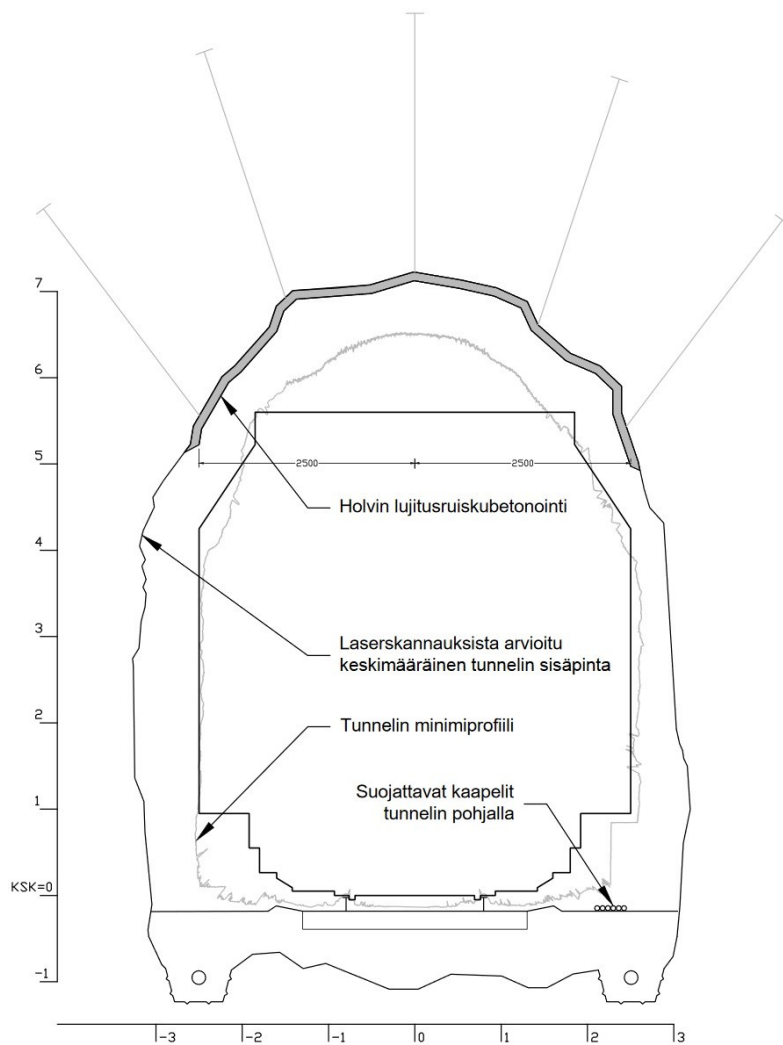 7
6
5
2500
2500
Holvin lujitusruiskubetonointi
4
3
Laserskannauksista arvioitu
keskimääräinen tunnelin sisäpinta
2
Tunnelin minimiprofiili
Suojattavat kaapelit
tunnelin pohjalla
1
KSK=0
-1
-3
-2
-1
0
1
2
3